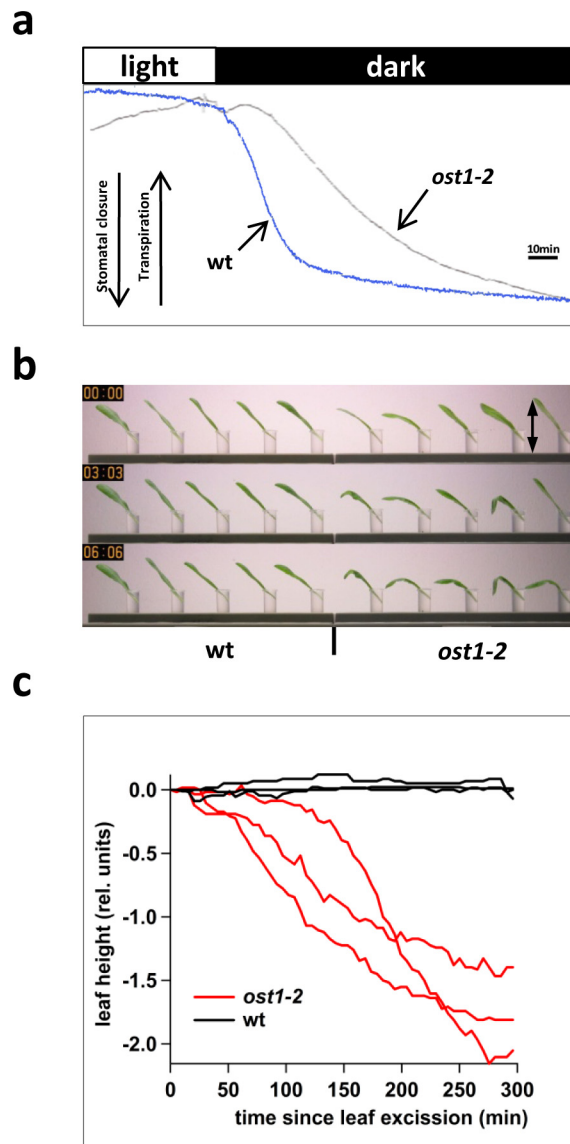 a
light dark
Stomatal closure
Transpiration
ost1-2
wt
10min
b
00:00
03:03
06:06
wt ost1-2
c
0.0
-0.5
-1.0
-1.5
-2.0
leaf height (rel. units)
ost1-2
wt
0 50 100 150 200 250 300
time since leaf excission (min)